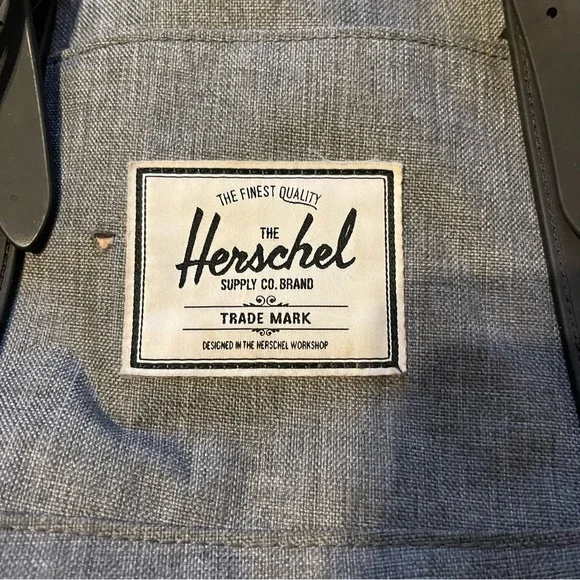 THE FINEST QUALITY
THE
Herschel
SUPPLY CO. BRAND
TRADE MARK
DESIGNED IN THE HERSCHEL WORKSHOP